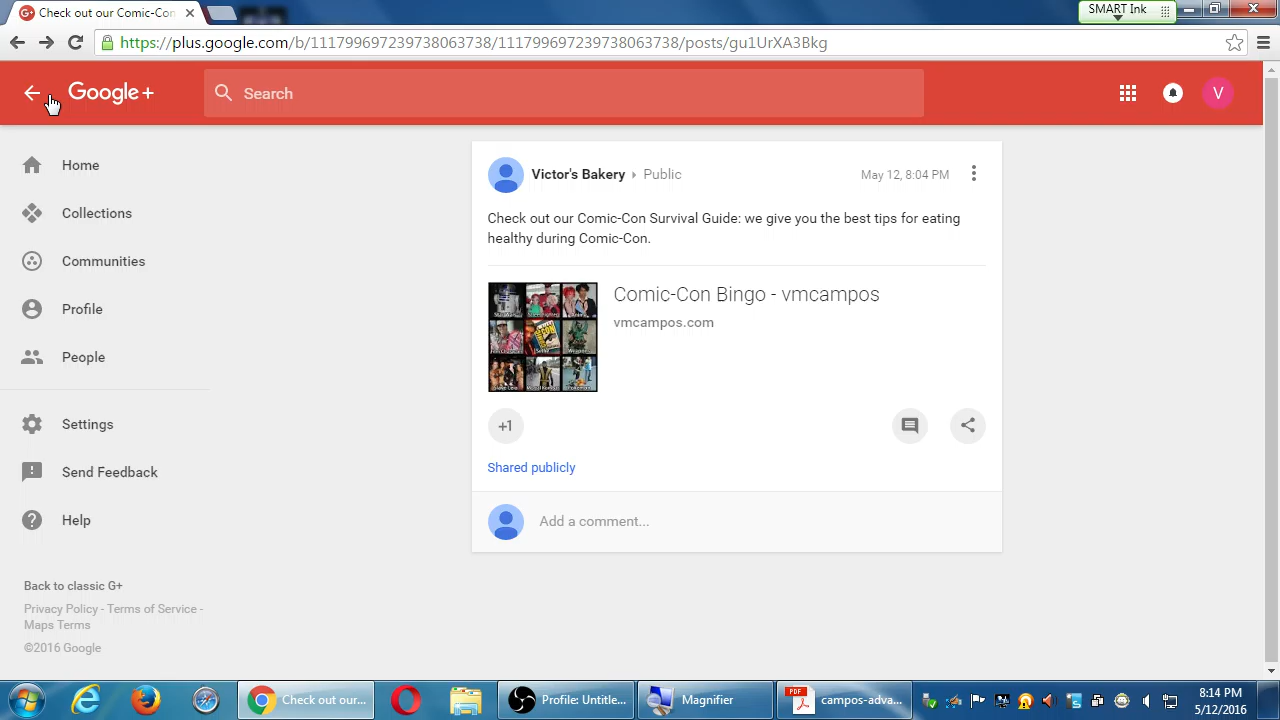 Check out our Comic-Con
SMART Ink
https://plus.google.com/b/111799697239738063738/111799697239738063738/posts/gu1UrXA3Bkg
Google+
Search
V
Home
Collections
Communities
Profile
People
Settings
Send Feedback
Help
Back to classic G+
Privacy Policy - Terms of Service -
Maps Terms
©2016 Google
Victor's Bakery Public
May 12, 8:04 PM
Check out our Comic-Con Survival Guide: we give you the best tips for eating
healthy during Comic-Con.
Comic-Con Bingo - vmcampos
vmcampos.com
+1
Shared publicly
Add a comment...
Check out our...
Profile: Untitle...
Magnifier
PDF
campos-adva...
8:14 PM
5/12/2016